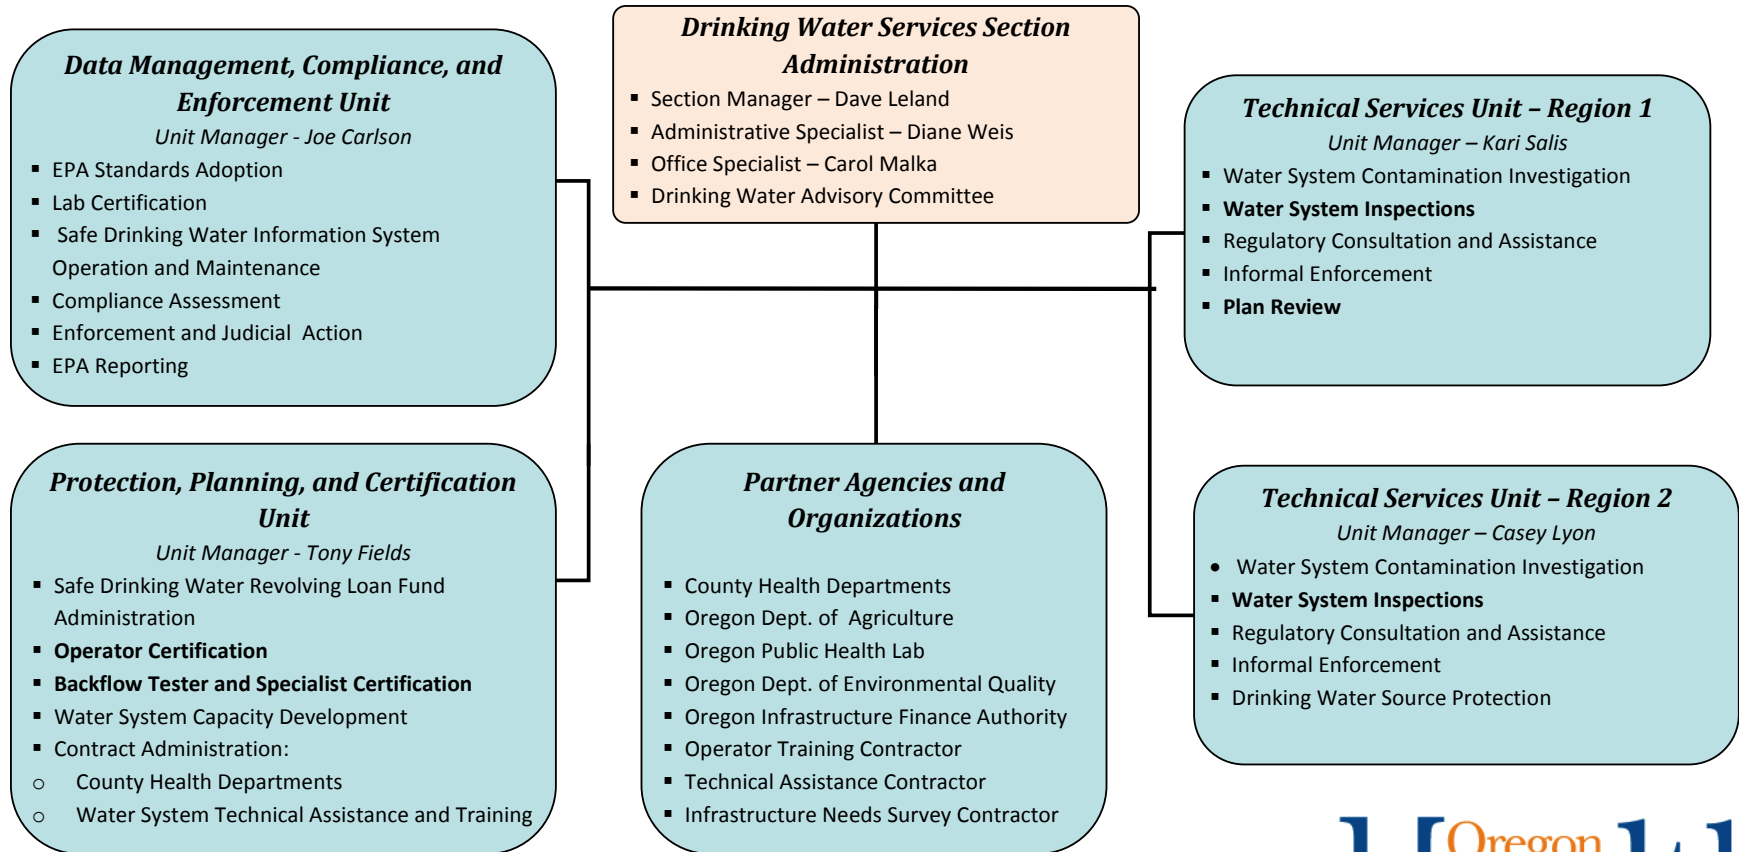 Drinking Water Services Section
Administration
▪ Section Manager – Dave Leland
▪ Administrative Specialist – Diane Weis
▪ Office Specialist – Carol Malka
▪ Drinking Water Advisory Committee
Data Management, Compliance, and
Enforcement Unit
Unit Manager - Joe Carlson
▪ EPA Standards Adoption
▪ Lab Certification
▪ Safe Drinking Water Information System
Operation and Maintenance
▪ Compliance Assessment
▪ Enforcement and Judicial Action
▪ EPA Reporting
Technical Services Unit – Region 1
Unit Manager – Kari Salis
▪ Water System Contamination Investigation
▪ Water System Inspections
▪ Regulatory Consultation and Assistance
▪ Informal Enforcement
▪ Plan Review
Protection, Planning, and Certification
Unit
Unit Manager - Tony Fields
▪ Safe Drinking Water Revolving Loan Fund
Administration
▪ Operator Certification
▪ Backflow Tester and Specialist Certification
▪ Water System Capacity Development
▪ Contract Administration:
o County Health Departments
o Water System Technical Assistance and Training
Partner Agencies and
Organizations
▪ County Health Departments
▪ Oregon Dept. of Agriculture
▪ Oregon Public Health Lab
▪ Oregon Dept. of Environmental Quality
▪ Oregon Infrastructure Finance Authority
▪ Operator Training Contractor
▪ Technical Assistance Contractor
▪ Infrastructure Needs Survey Contractor
Technical Services Unit – Region 2
Unit Manager – Casey Lyon
• Water System Contamination Investigation
▪ Water System Inspections
▪ Regulatory Consultation and Assistance
▪ Informal Enforcement
▪ Drinking Water Source Protection
Oregon